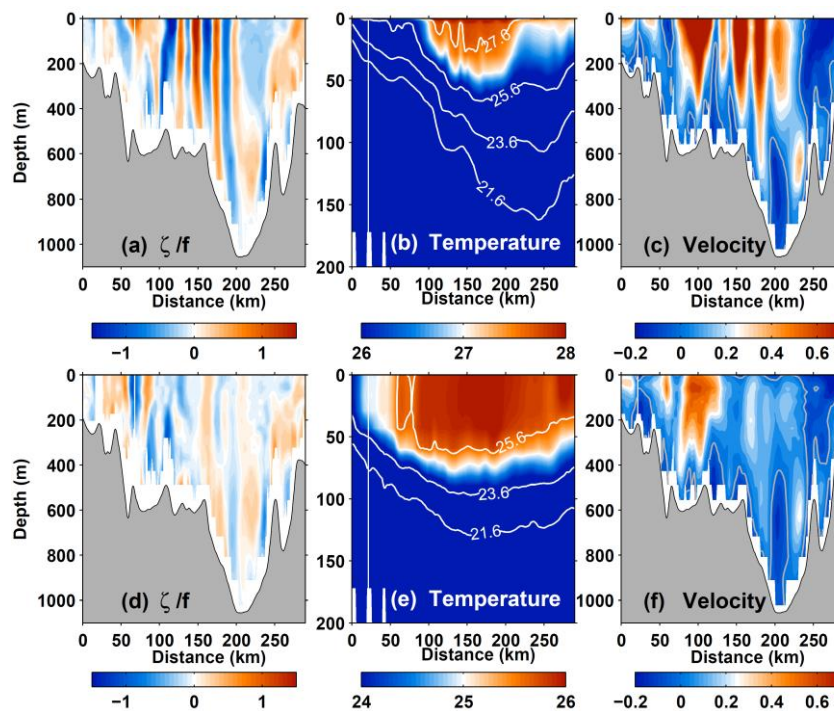 0
200
400
600
800
1000
Depth (m)
(a) ζ /f
0 50 100 150 200 250
Distance (km)
−1 0 1
0
50
100
150
200
27.6
25.6
23.6
21.6
(b) Temperature
0 50 100 150 200 250
Distance (km)
26 27 28
0
200
400
600
800
1000
(c) Velocity
0 50 100 150 200 250
Distance (km)
−0.2 0 0.2 0.4 0.6
0
200
400
600
800
1000
Depth (m)
(d) ζ /f
0 50 100 150 200 250
Distance (km)
−1 0 1
0
50
100
150
200
25.6
23.6
21.6
(e) Temperature
0 50 100 150 200 250
Distance (km)
24 25 26
0
200
400
600
800
1000
(f) Velocity
0 50 100 150 200 250
Distance (km)
−0.2 0 0.2 0.4 0.6